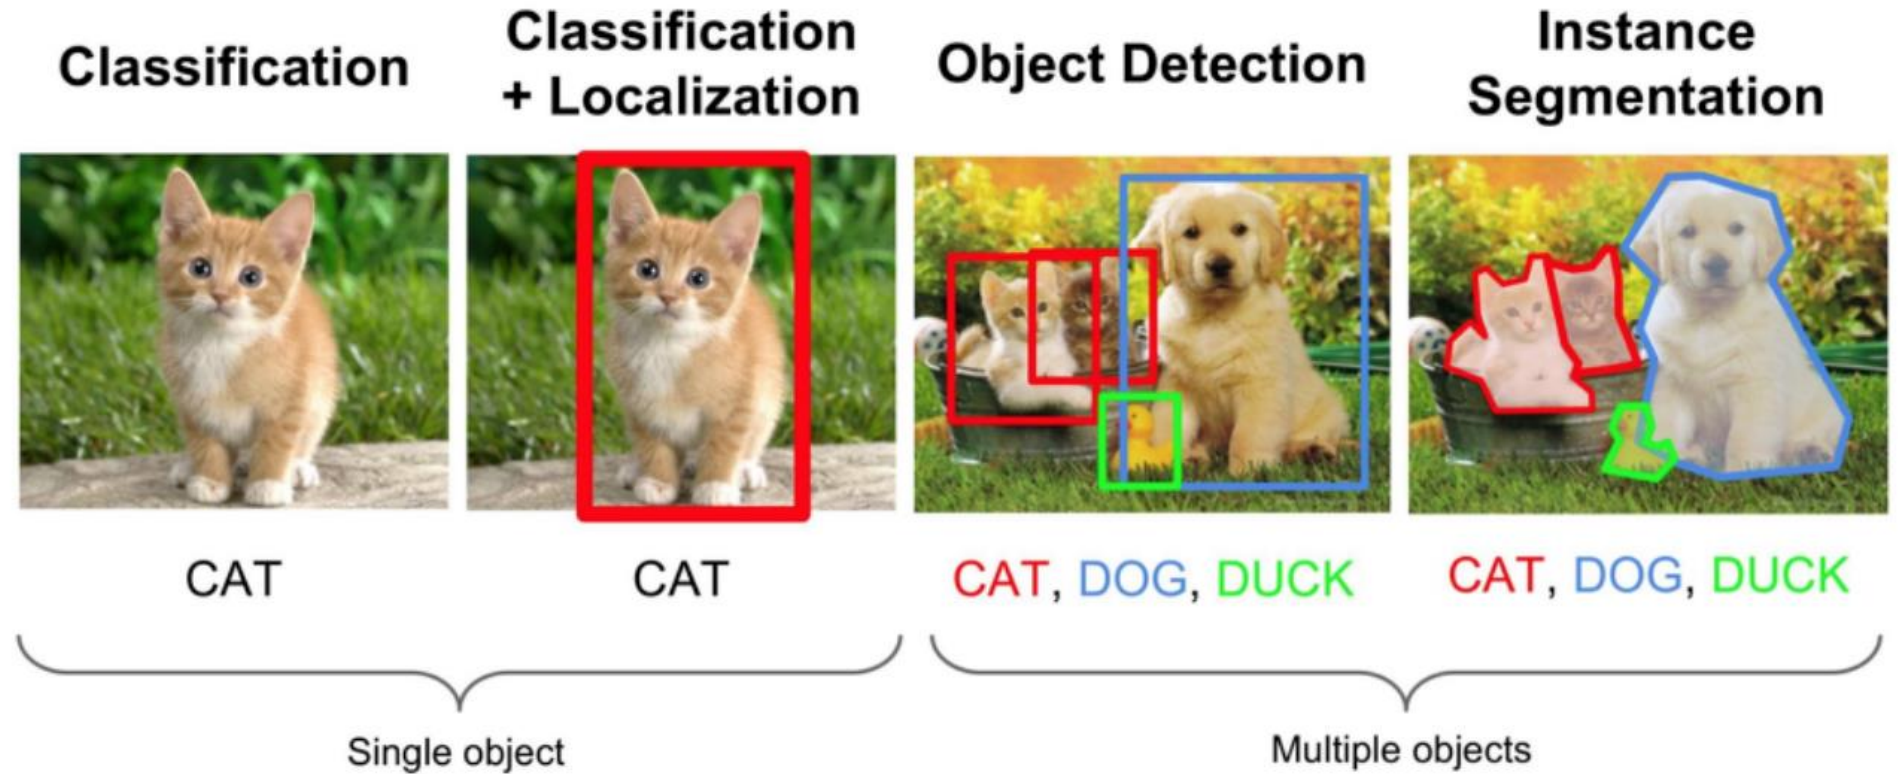 Classification
Classification
+ Localization
Object Detection
Instance
Segmentation
CAT
CAT
CAT, DOG, DUCK
CAT, DOG, DUCK
Single object
Multiple objects